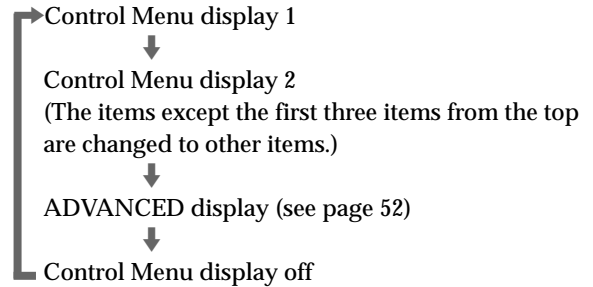 Control Menu display 1
Control Menu display 2
(The items except the first three items from the top
are changed to other items.)
ADVANCED display (see page 52)
Control Menu display off